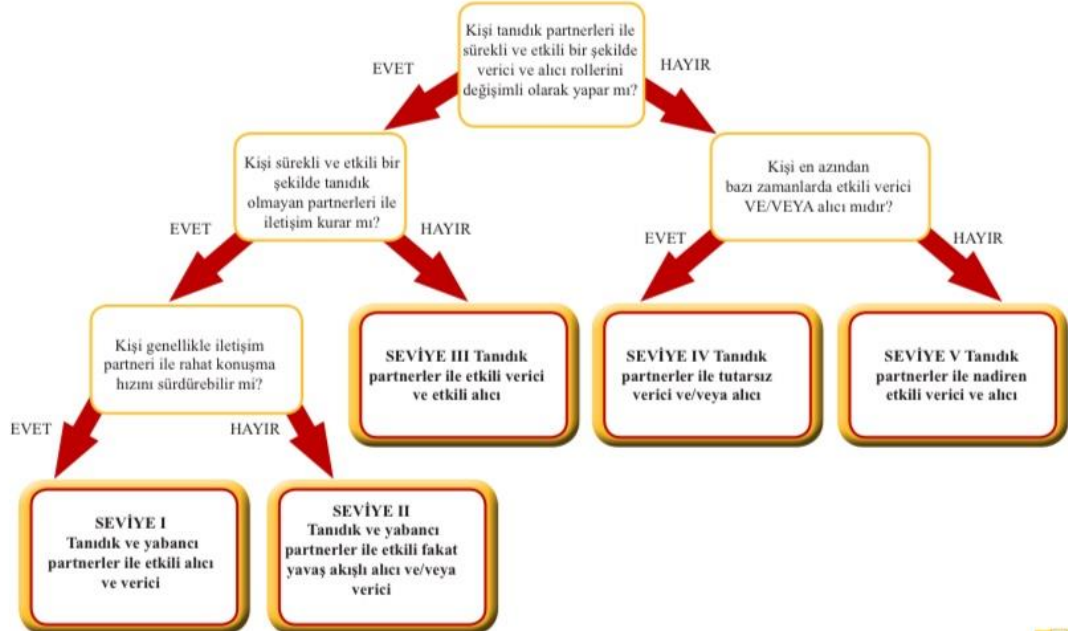 Kişi tanıdık partnerleri ile
sürekli ve etkili bir şekilde
verici ve alıcı rollerini
değişimli olarak yapar mı?
EVET
HAYIR
Kişi sürekli ve etkili bir
şekilde tanıdık
olmayan partnerleri ile
iletişim kurar mı?
Kişi en azından
bazı zamanlarda etkili verici
VE/VEYA alıcı mıdır?
EVET
HAYIR
EVET
HAYIR
Kişi genellikle iletişim
partneri ile rahat konuşma
hızını sürdürebilir mi?
SEVİYE III Tanıdık
partnerler ile etkili verici
ve etkili alıcı
SEVİYE IV Tanıdık
partnerler ile tutarsız
verici ve/veya alıcı
SEVİYE V Tanıdık
partnerler ile nadiren
etkili verici ve alıcı
EVET
HAYIR
SEVİYE I
Tanıdık ve yabancı
partnerler ile etkili alıcı
ve verici
SEVİYE II
Tanıdık ve yabancı
partnerler ile etkili fakat
yavaş akışlı alıcı ve/veya
verici